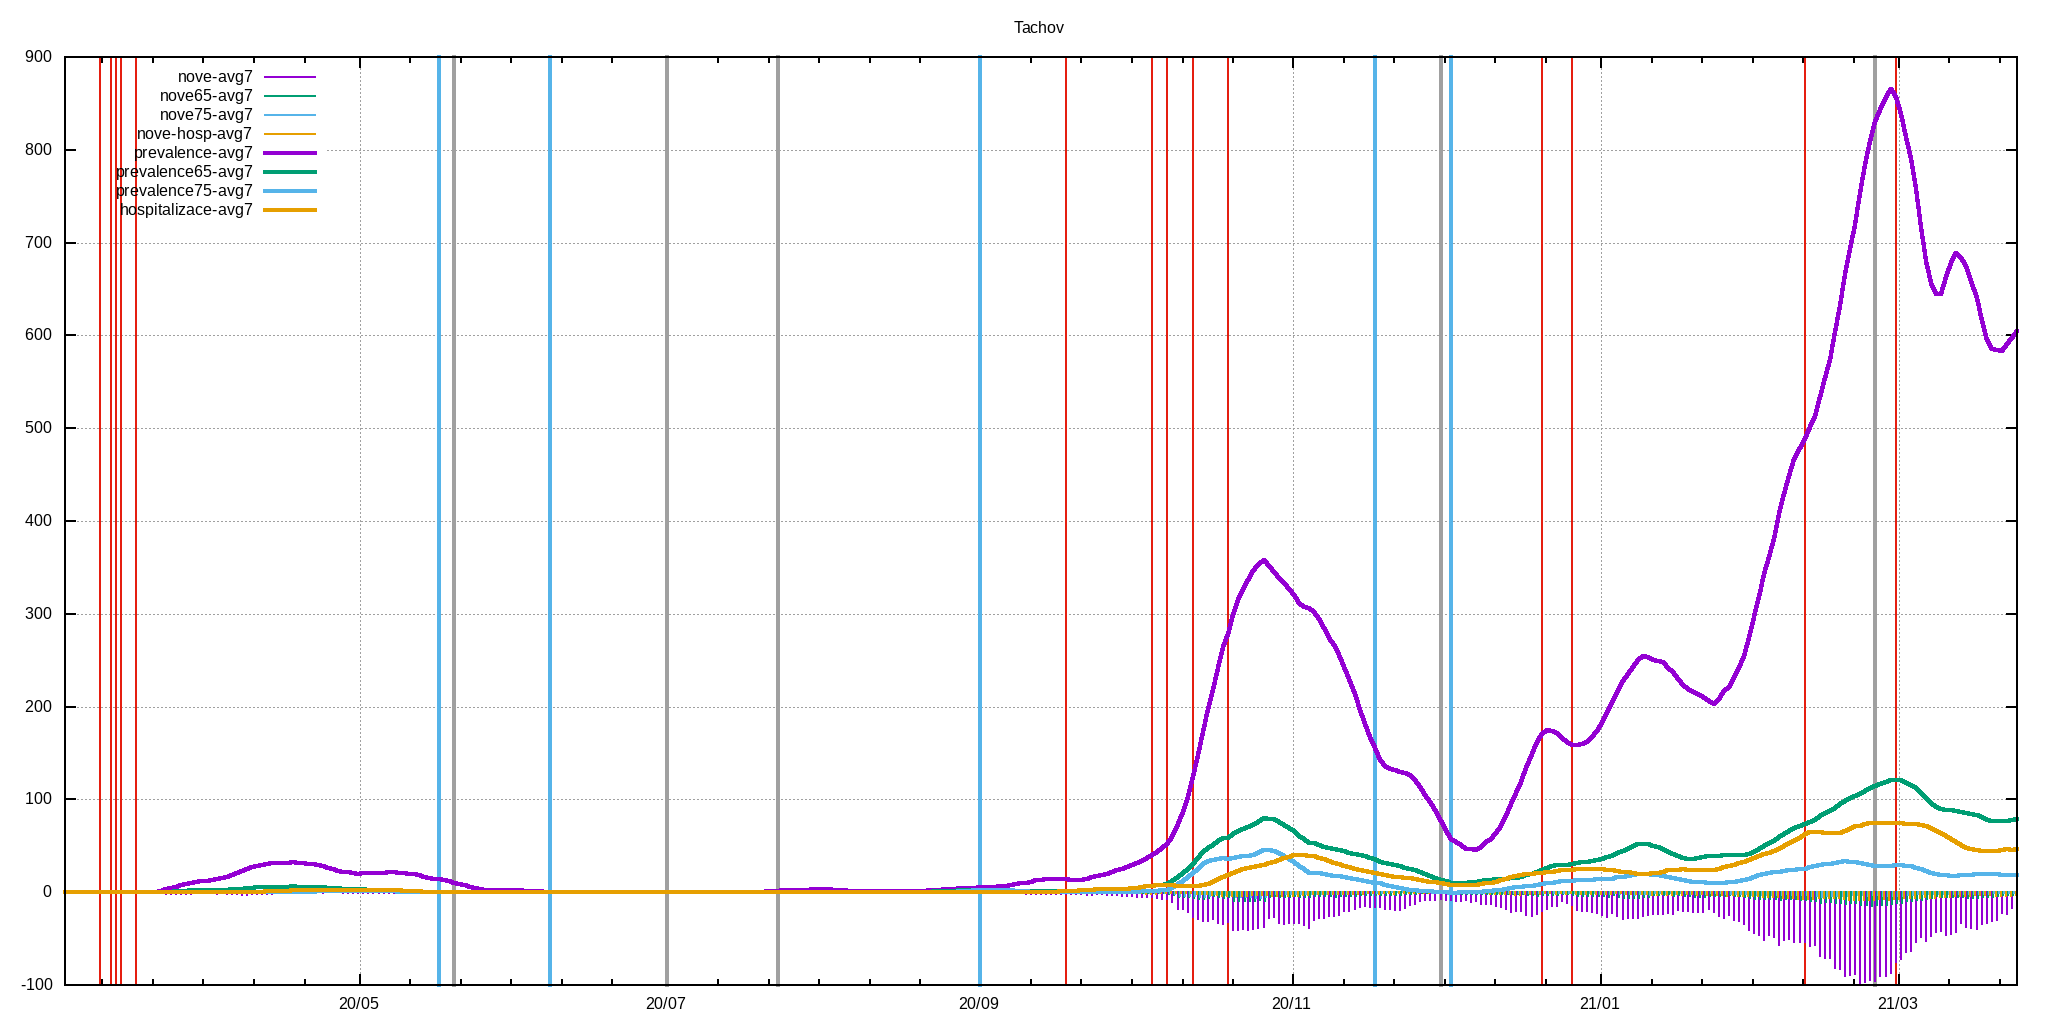 Tachov
900
800
700
600
500
400
300
200
100
0
-100
nove-avg7
nove65-avg7
nove75-avg7
nove-hosp-avg7
prevalence-avg7
prevalence65-avg7
prevalence75-avg7
hospitalizace-avg7
20/05 20/07 20/09 20/11 21/01 21/03